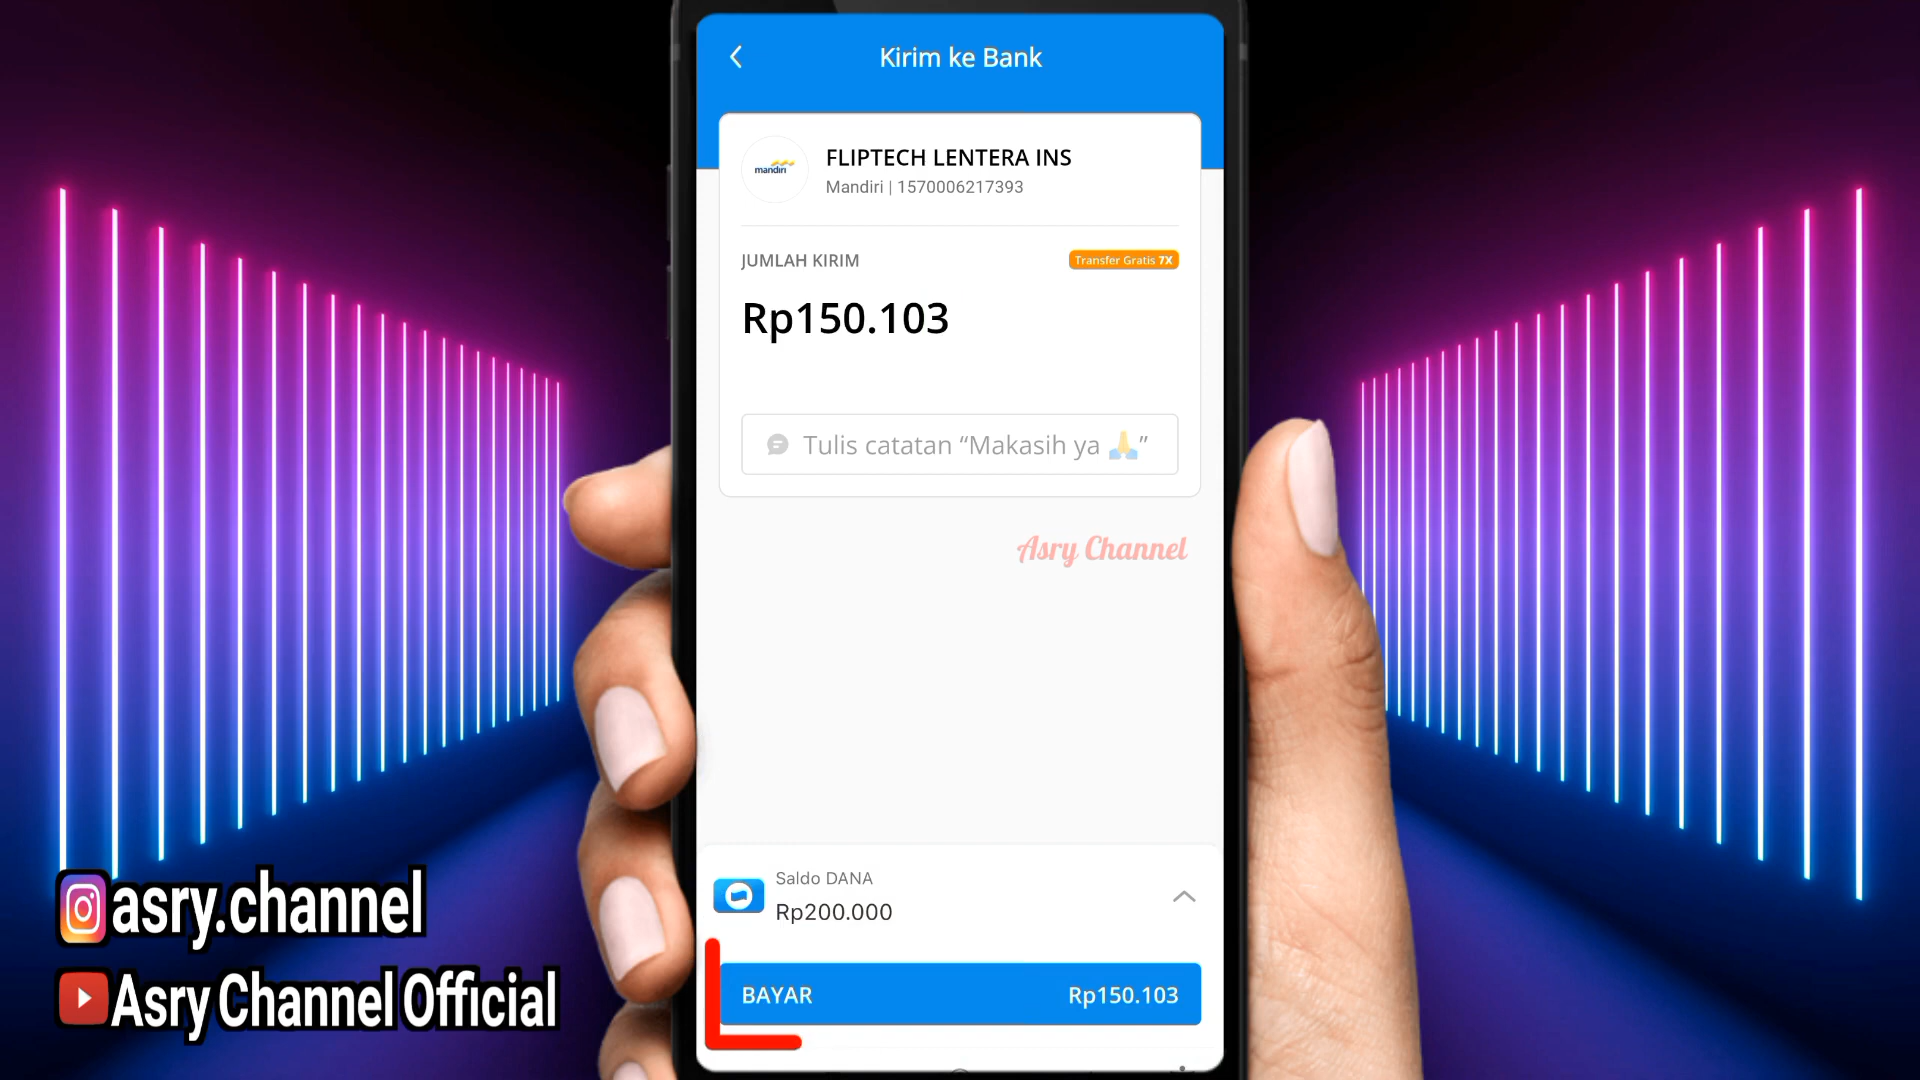 Kirim ke Bank
mandiri
FLIPTECH LENTERA INS
Mandiri | 1570006217393
JUMLAH KIRIM
Transfer Gratis 7X
Rp150.103
Tulis catatan “Makasih ya 🙏”
Asry Channel
Saldo DANA
Rp200.000
BAYAR Rp150.103
asry.channel
Asry Channel Official